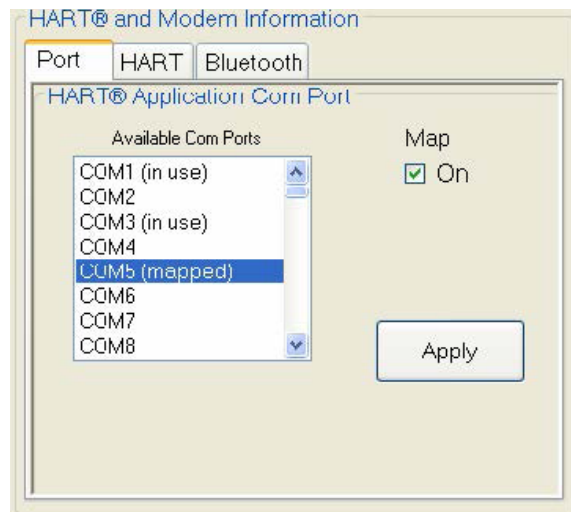 HART® and Modem Information
Port HART Bluetooth
HART® Application Com Port
Available Com Ports
Map
COM1 (in use)
On
COM2
COM3 (in use)
COM4
COM5 (mapped)
COM6
COM7
COM8
Apply